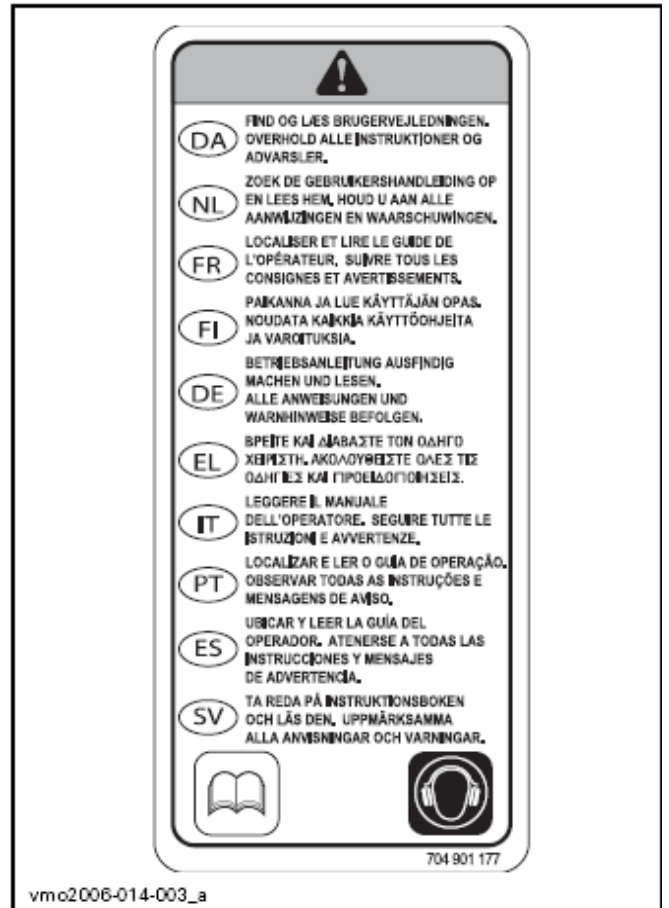 DA
FIND OG LÆS BRUGERVEJLEDNINGEN.
OVERHOLD ALLE INSTRUKTIONER OG
ADVARSLER.
NL
ZOEK DE GEBRUIKERSHANDLEIDING OP
EN LEES HEM. HOUD U AAN ALLE
AANWIJZINGEN EN WAARSCHUWINGEN.
FR
LOCALISER ET LIRE LE GUIDE DE
L'OPÉRATEUR. SUIVRE TOUS LES
CONSIGNES ET AVERTISSEMENTS.
FI
PAIKANNA JA LUE KÄYTTÄJÄN OPAS.
NOUDATA KAIKKIA KÄYTTÖOHJEITA
JA VAROITUKSIA.
DE
BETRIEBSANLEITUNG AUSFINDIG
MACHEN UND LESEN.
ALLE ANWEISUNGEN UND
WARNHINWEISE BEFOLGEN.
EL
ΒΡΕΙΤΕ ΚΑΙ ΔΙΑΒΑΣΤΕ ΤΟΝ ΟΔΗΓΟ
ΧΕΙΡΙΣΤΗ. ΑΚΟΛΟΥΘΕΙΣΤΕ ΟΛΕΣ ΤΙΣ
ΟΔΗΓΙΕΣ ΚΑΙ ΠΡΟΕΙΔΟΠΟΙΗΣΕΙΣ.
IT
LEGGERE IL MANUALE
DELL'OPERATORE. SEGUIRE TUTTE LE
ISTRUZIONI E AVVERTENZE.
PT
LOCALIZAR E LER O GUIA DE OPERAÇÃO.
OBSERVAR TODAS AS INSTRUÇÕES E
MENSAGENS DE AVISO.
ES
UBICAR Y LEER LA GUÍA DEL
OPERADOR. ATENERSE A TODAS LAS
INSTRUCCIONES Y MENSAJES
DE ADVERTENCIA.
SV
TA REDA PÅ INSTRUKTIONSBOKEN
OCH LÄS DEN. UPPMÄRKSAMMA
ALLA ANVISNINGAR OCH VARNINGAR.
704 901 177
vmo2006-014-003_a